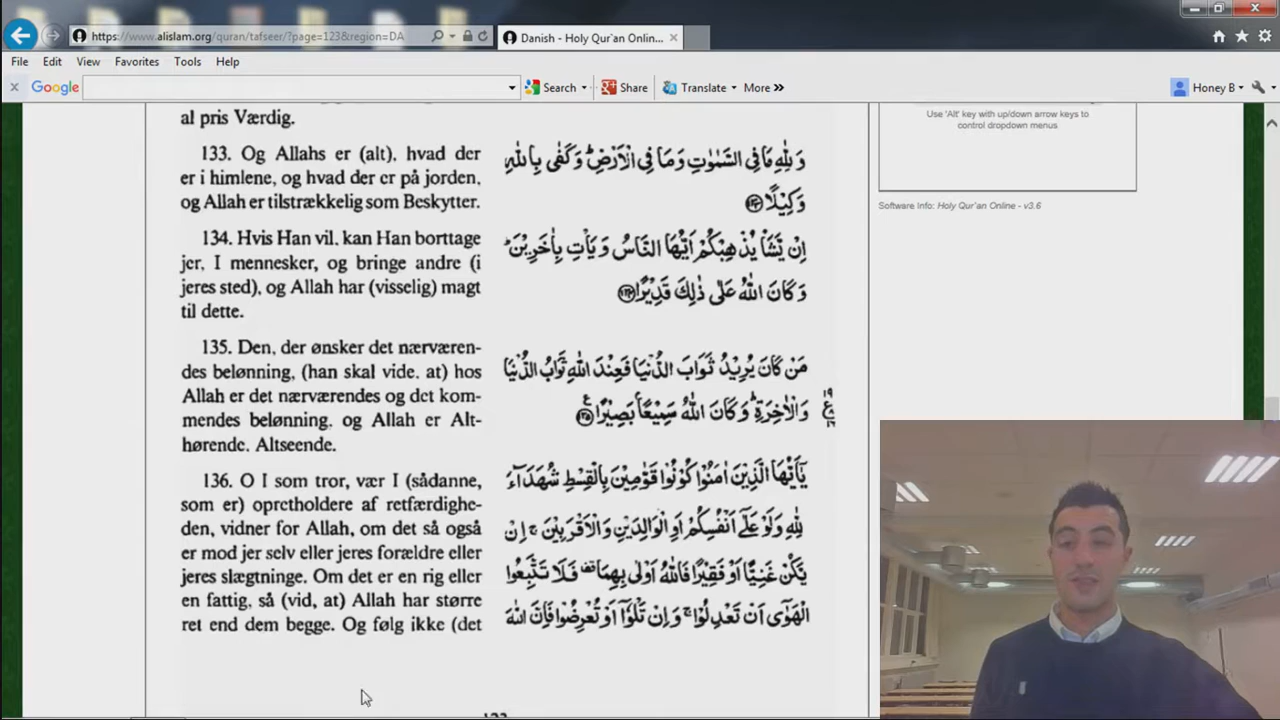 https://www.alislam.org/quran/tafseer/?page=123&region=DA
Danish - Holy Qur`an Onlin...
File Edit View Favorites Tools Help
Google Search Share Translate More » Honey B
al pris Værdig.
133. Og Allahs er (alt), hvad der
er i himlene, og hvad der er på jorden,
og Allah er tilstrækkelig som Beskytter.
134. Hvis Han vil, kan Han borttage
jer, I mennesker, og bringe andre (i
jeres sted), og Allah har (visselig) magt
til dette.
135. Den, der ønsker det nærværen-
des belønning, (han skal vide, at) hos
Allah er det nærværendes og det kom-
mendes belønning, og Allah er Alt-
hørende, Altseende.
136. O I som tror, vær I (sådanne,
som er) opretholdere af retfærdighe-
den, vidner for Allah, om det så også
er mod jer selv eller jeres forældre eller
jeres slægtninge. Om det er en rig eller
en fattig, så (vid, at) Allah har større
ret end dem begge. Og følg ikke (det
وَلِلّٰهِ مَا فِى السَّمٰوٰتِ وَمَا فِى الْاَرْضِ ؕ وَكَفٰى بِاللّٰهِ
وَكِيْلًا ﴿۱۳۳﴾
اِنْ يَّشَاْ يُذْهِبْكُمْ اَيُّهَا النَّاسُ وَيَاْتِ بِاٰخَرِيْنَ ؕ
وَكَانَ اللّٰهُ عَلٰى ذٰلِكَ قَدِيْرًا ﴿۱۳۴﴾
مَنْ كَانَ يُرِيْدُ ثَوَابَ الدُّنْيَا فَعِنْدَ اللّٰهِ ثَوَابُ الدُّنْيَا
وَالْاٰخِرَةِ ؕ وَكَانَ اللّٰهُ سَمِيْعًۢا بَصِيْرًا ﴿۱۳۵﴾
يٰۤاَيُّهَا الَّذِيْنَ اٰمَنُوْا كُوْنُوْا قَوّٰمِيْنَ بِالْقِسْطِ شُهَدَآءَ
لِلّٰهِ وَلَوْ عَلٰۤى اَنْفُسِكُمْ اَوِ الْوَالِدَيْنِ وَالْاَقْرَبِيْنَ ۚ اِنْ
يَّكُنْ غَنِيًّا اَوْ فَقِيْرًا فَاللّٰهُ اَوْلٰى بِهِمَا ۟ فَلَا تَتَّبِعُوا
الْهَوٰۤى اَنْ تَعْدِلُوْا ۚ وَاِنْ تَلْوٗۤا اَوْ تُعْرِضُوْا فَاِنَّ اللّٰهَ
Use 'Alt' key with up/down arrow keys to
control dropdown menus
Software Info: Holy Qur'an Online - v3.6